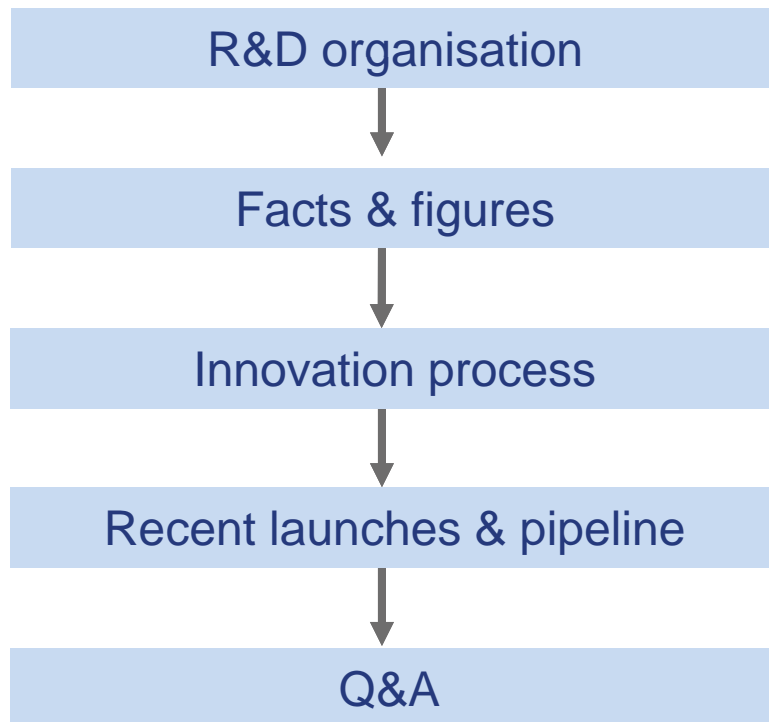 R&D organisation
Facts & figures
Innovation process
Recent launches & pipeline
Q&A